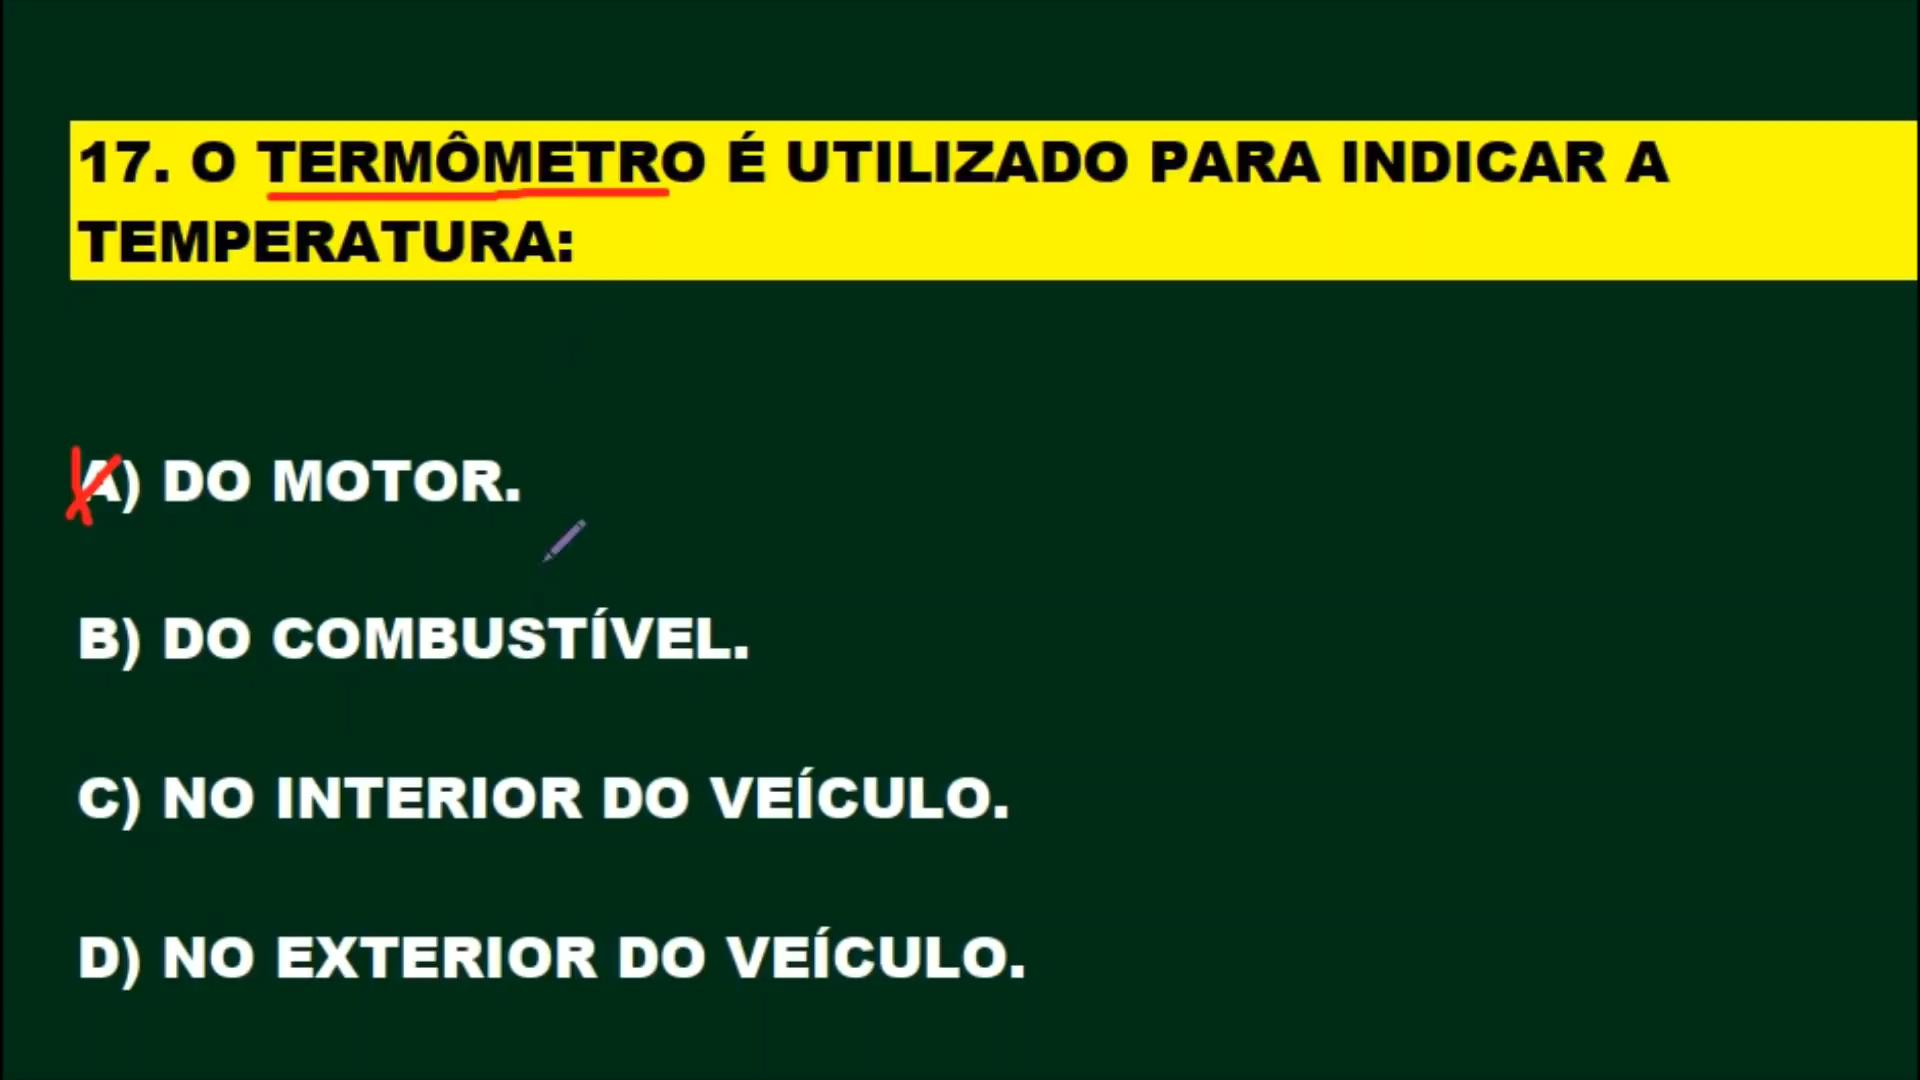 17. O TERMÔMETRO É UTILIZADO PARA INDICAR A
TEMPERATURA:
A) DO MOTOR.
B) DO COMBUSTÍVEL.
C) NO INTERIOR DO VEÍCULO.
D) NO EXTERIOR DO VEÍCULO.